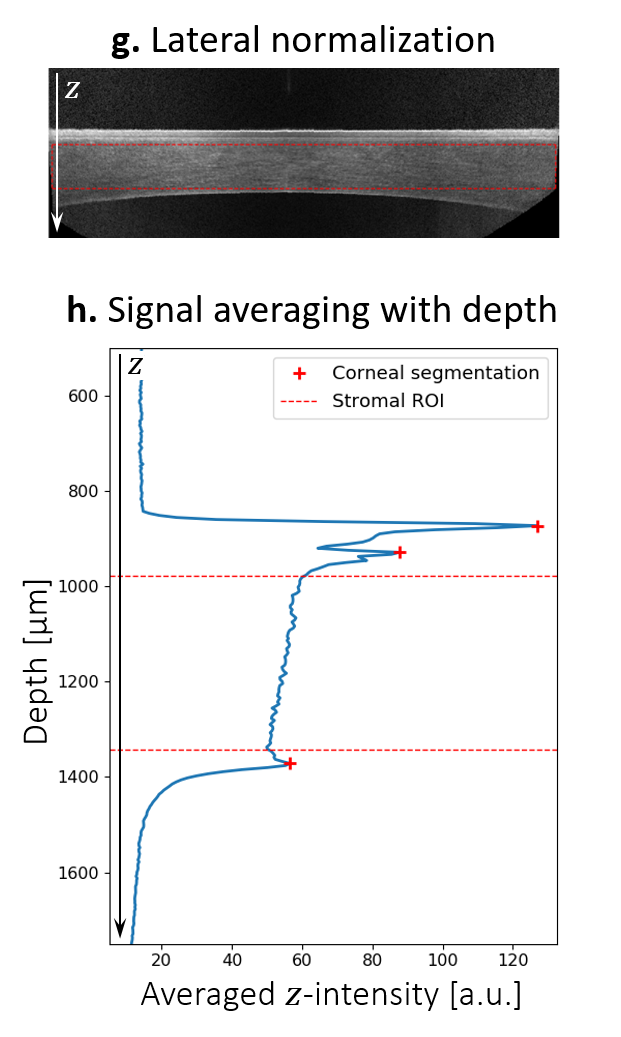 g. Lateral normalization
z
h. Signal averaging with depth
z
Corneal segmentation
Stromal ROI
600
800
1000
1200
1400
1600
Depth [µm]
20 40 60 80 100 120
Averaged z-intensity [a.u.]